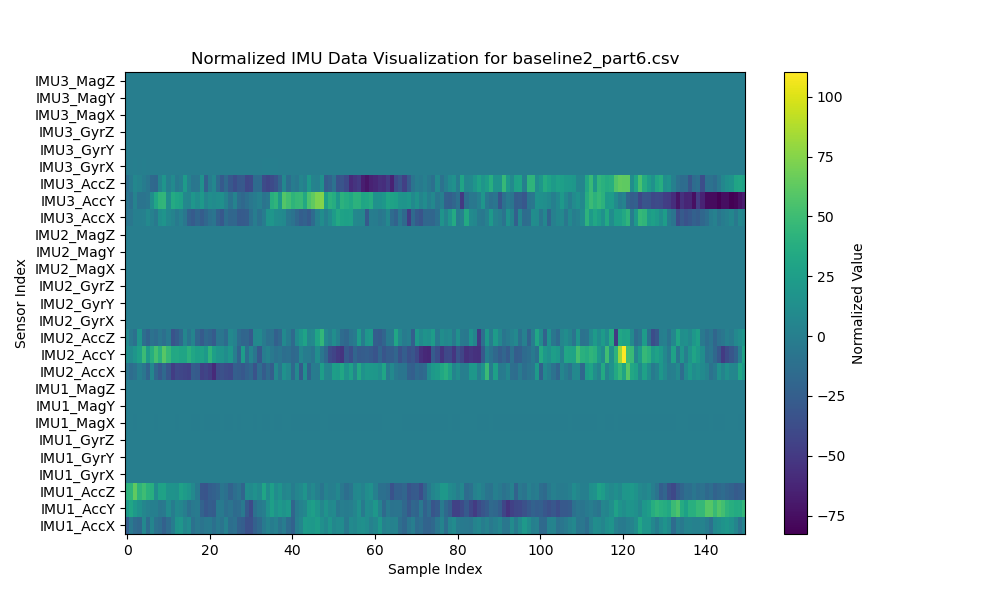 Normalized IMU Data Visualization for baseline2_part6.csv
IMU3_MagZ
IMU3_MagY
IMU3_MagX
IMU3_GyrZ
IMU3_GyrY
IMU3_GyrX
IMU3_AccZ
IMU3_AccY
IMU3_AccX
IMU2_MagZ
IMU2_MagY
IMU2_MagX
IMU2_GyrZ
IMU2_GyrY
IMU2_GyrX
IMU2_AccZ
IMU2_AccY
IMU2_AccX
IMU1_MagZ
IMU1_MagY
IMU1_MagX
IMU1_GyrZ
IMU1_GyrY
IMU1_GyrX
IMU1_AccZ
IMU1_AccY
IMU1_AccX
Sensor Index
0 20 40 60 80 100 120 140
Sample Index
100
75
50
25
0
−25
−50
−75
Normalized Value